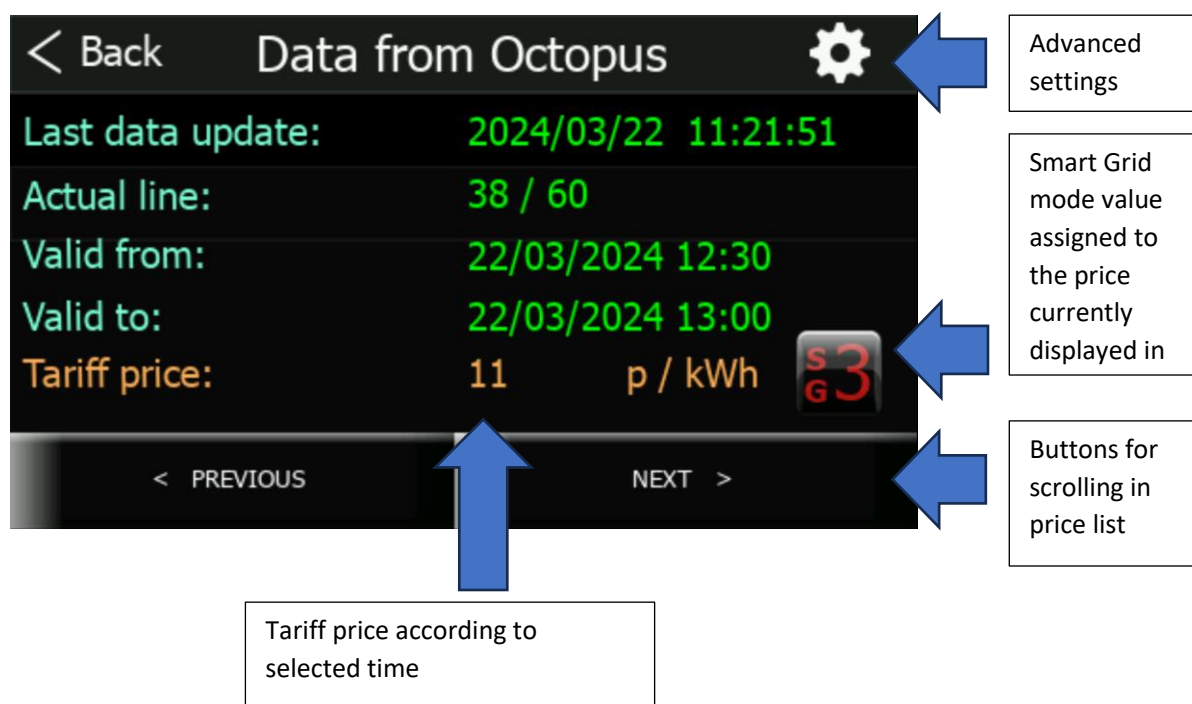 < Back Data from Octopus
Last data update: 2024/03/22 11:21:51
Actual line: 38 / 60
Valid from: 22/03/2024 12:30
Valid to: 22/03/2024 13:00
Tariff price: 11 p / kWh SG3
< PREVIOUS NEXT >
Advanced
settings
Smart Grid
mode value
assigned to
the price
currently
displayed in
Buttons for
scrolling in
price list
Tariff price according to
selected time